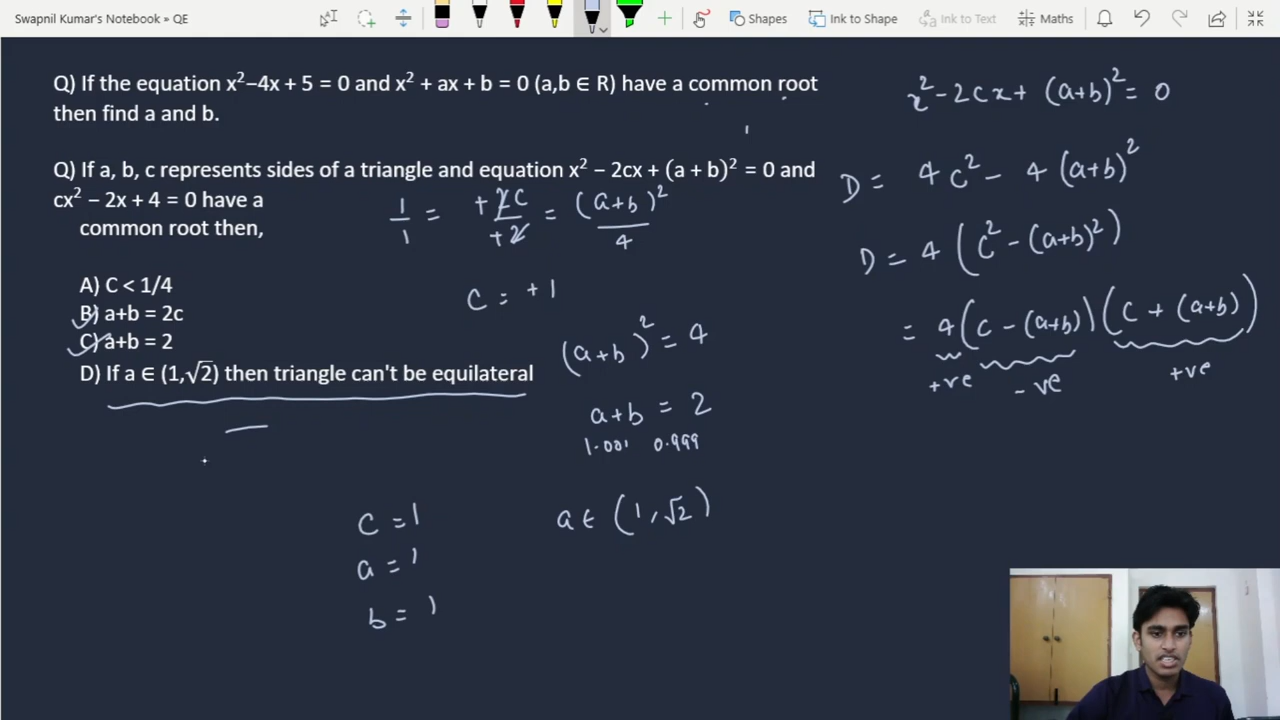 Swapnil Kumar's Notebook » QE
Shapes
Ink to Shape
Ink to Text
Maths
Q) If the equation x²−4x + 5 = 0 and x² + ax + b = 0 (a,b ∈ R) have a common root
then find a and b.
Q) If a, b, c represents sides of a triangle and equation x² − 2cx + (a + b)² = 0 and
cx² − 2x + 4 = 0 have a
common root then,
A) C < 1/4
B) a+b = 2c
C) a+b = 2
D) If a ∈ (1,√2) then triangle can't be equilateral
1/1 = +2c/+2 = (a+b)²/4
c = +1
(a+b)² = 4
a+b = 2
1.001 0.999
a ∈ (1,√2)
c = 1
a = 1
b = 1
x² - 2cx + (a+b)² = 0
D = 4c² - 4(a+b)²
D = 4(c² - (a+b)²)
= 4(c - (a+b))(c + (a+b))
+ve - ve +ve